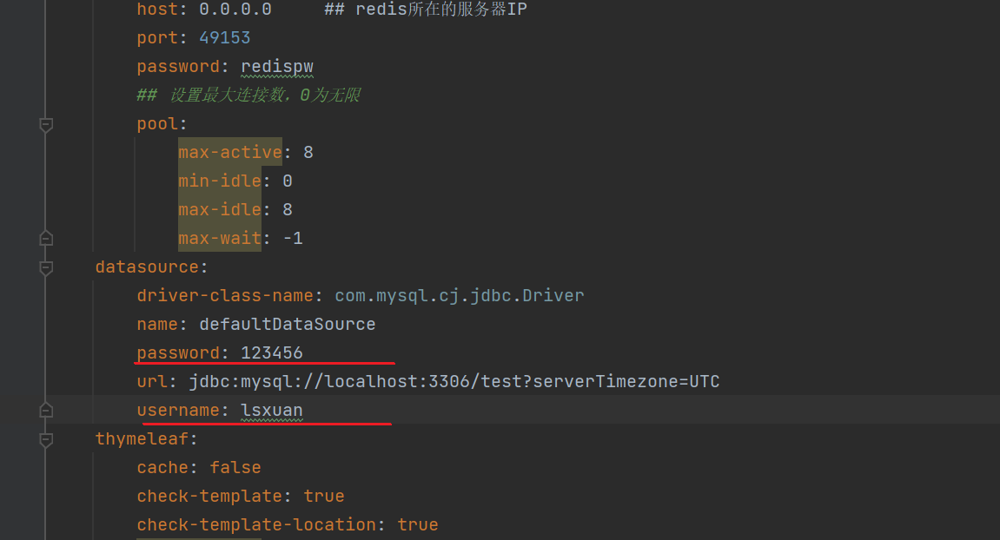 host: 0.0.0.0     ## redis所在的服务器IP
port: 49153
password: redispw
## 设置最大连接数，0为无限
pool:
max-active: 8
min-idle: 0
max-idle: 8
max-wait: -1
datasource:
driver-class-name: com.mysql.cj.jdbc.Driver
name: defaultDataSource
password: 123456
url: jdbc:mysql://localhost:3306/test?serverTimezone=UTC
username: lsxuan
thymeleaf:
cache: false
check-template: true
check-template-location: true